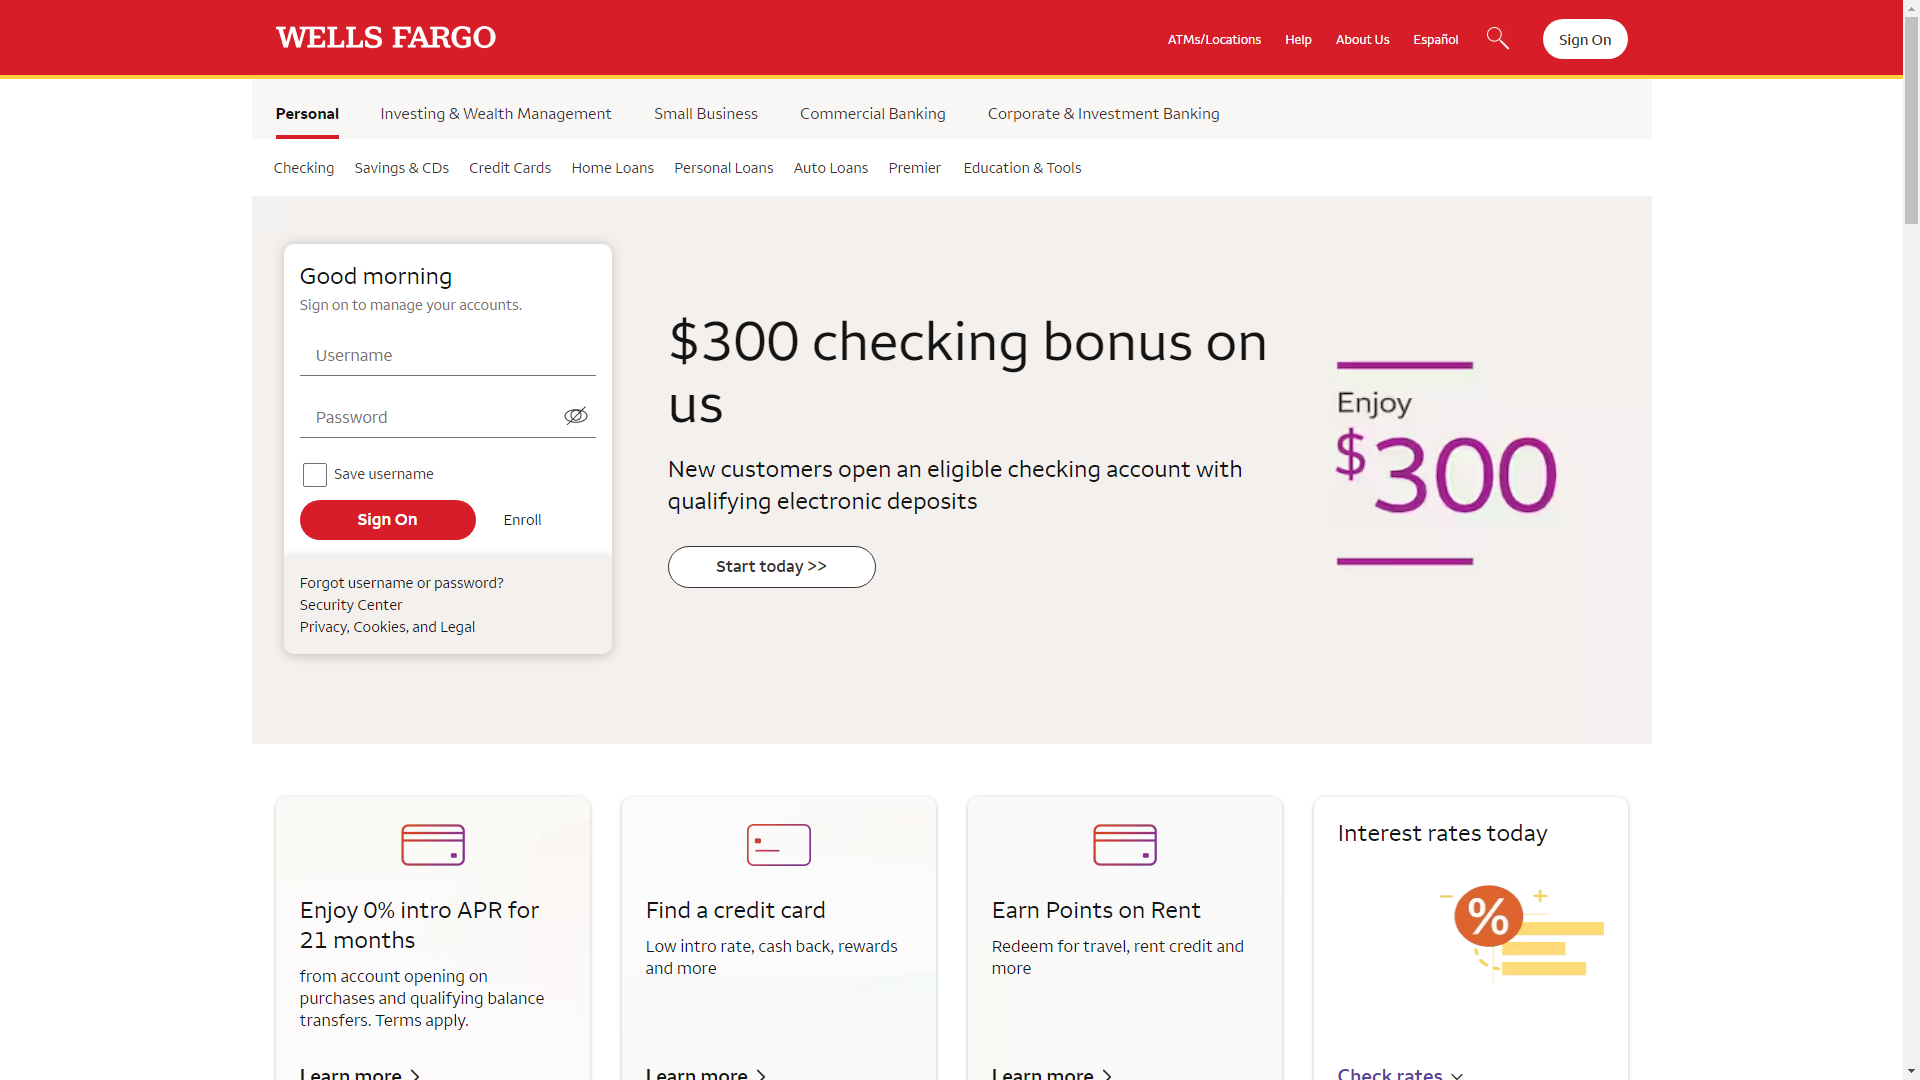 WELLS FARGO
ATMs/Locations Help About Us Español Sign On
Personal Investing & Wealth Management Small Business Commercial Banking Corporate & Investment Banking
Checking Savings & CDs Credit Cards Home Loans Personal Loans Auto Loans Premier Education & Tools
Good morning
Sign on to manage your accounts.
Username
Password
Save username
Sign On Enroll
Forgot username or password?
Security Center
Privacy, Cookies, and Legal
$300 checking bonus on
us
New customers open an eligible checking account with
qualifying electronic deposits
Start today >>
Enjoy
$300
Enjoy 0% intro APR for
21 months
from account opening on
purchases and qualifying balance
transfers. Terms apply.
Learn more
Find a credit card
Low intro rate, cash back, rewards
and more
Learn more
Earn Points on Rent
Redeem for travel, rent credit and
more
Learn more
Interest rates today
%
Check rates